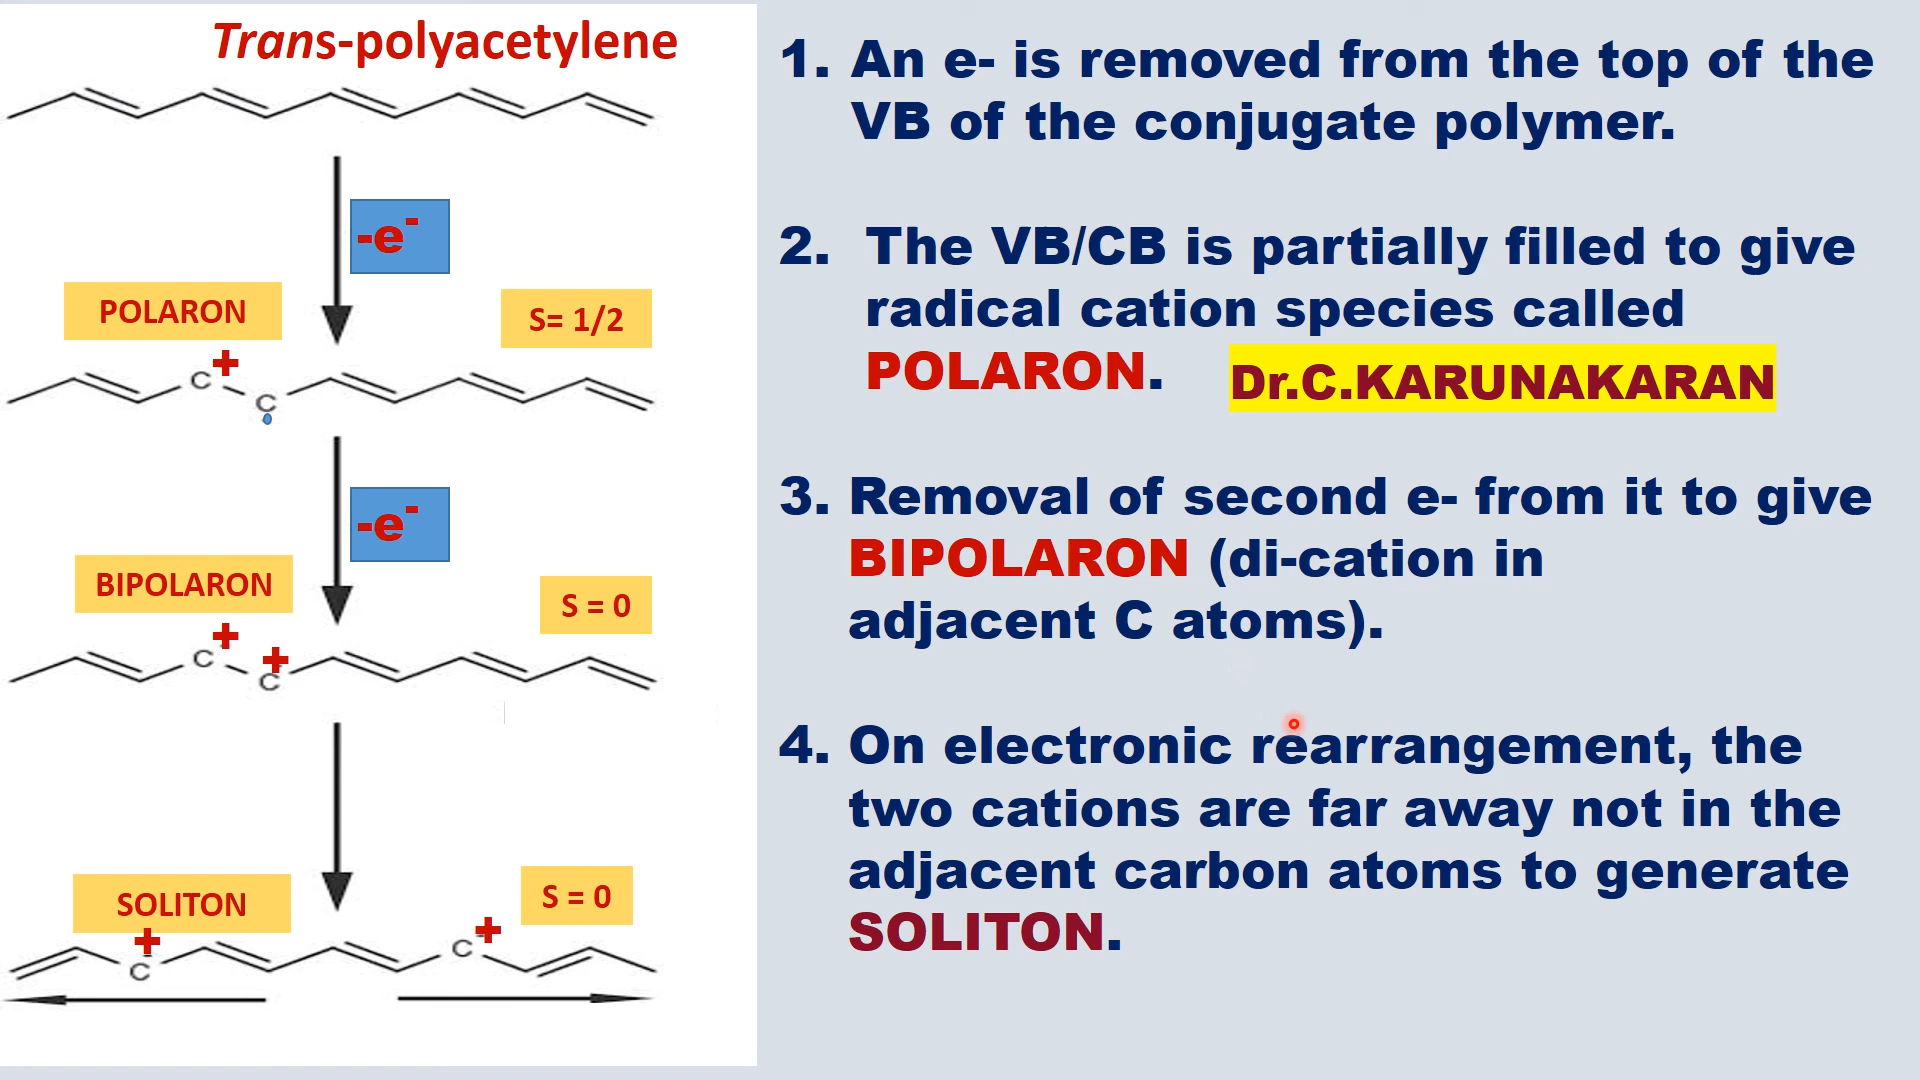 Trans-polyacetylene
-e-
POLARON
S= 1/2
+
C
C
-e-
BIPOLARON
S = 0
+
C
+
C
SOLITON
S = 0
+
C
+
C
1. An e- is removed from the top of the
VB of the conjugate polymer.
2. The VB/CB is partially filled to give
radical cation species called
POLARON.
Dr.C.KARUNAKARAN
3. Removal of second e- from it to give
BIPOLARON (di-cation in
adjacent C atoms).
4. On electronic rearrangement, the
two cations are far away not in the
adjacent carbon atoms to generate
SOLITON.